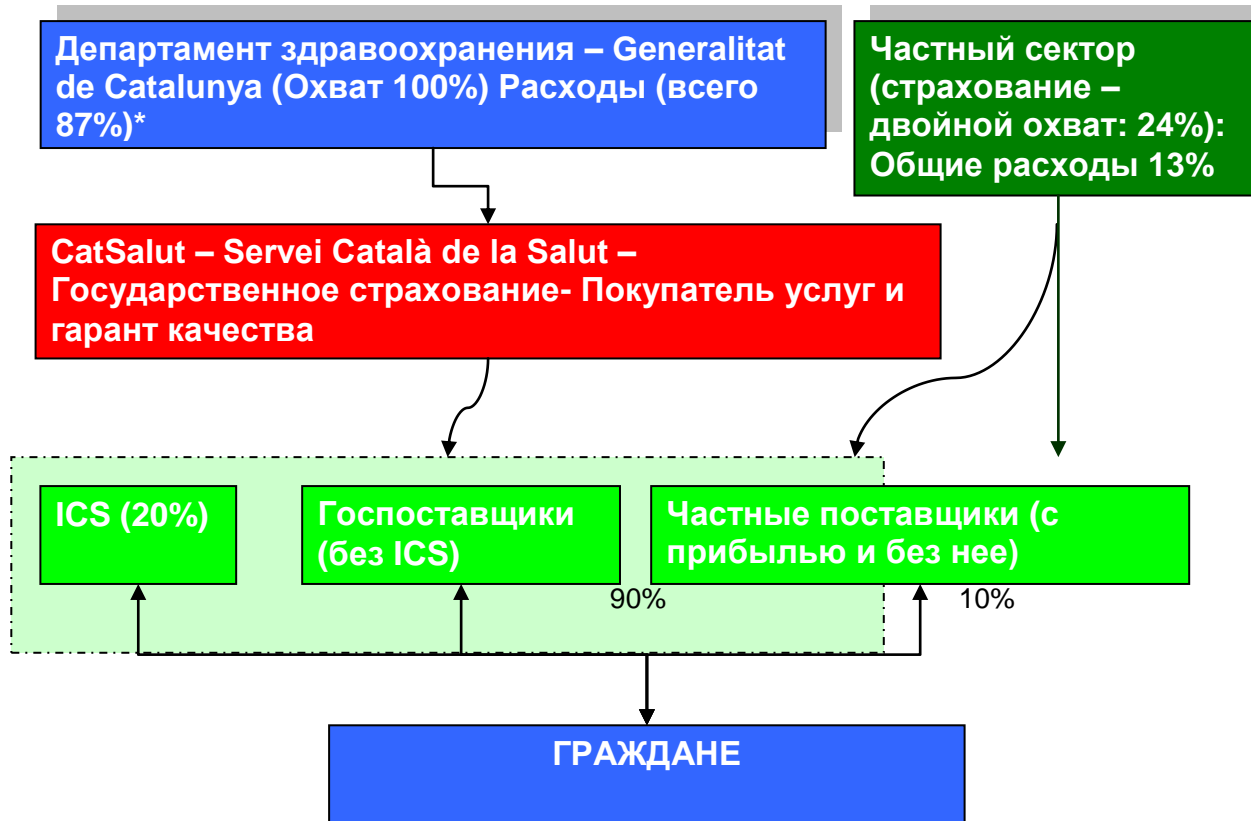 Департамент здравоохранения – Generalitat
de Catalunya (Охват 100%) Расходы (всего
87%)*
Частный сектор
(страхование –
двойной охват: 24%):
Общие расходы 13%
CatSalut – Servei Català de la Salut –
Государственное страхование- Покупатель услуг и
гарант качества
ICS (20%)
Госпоставщики
(без ICS)
Частные поставщики (с
прибылью и без нее)
90%
10%
ГРАЖДАНЕ